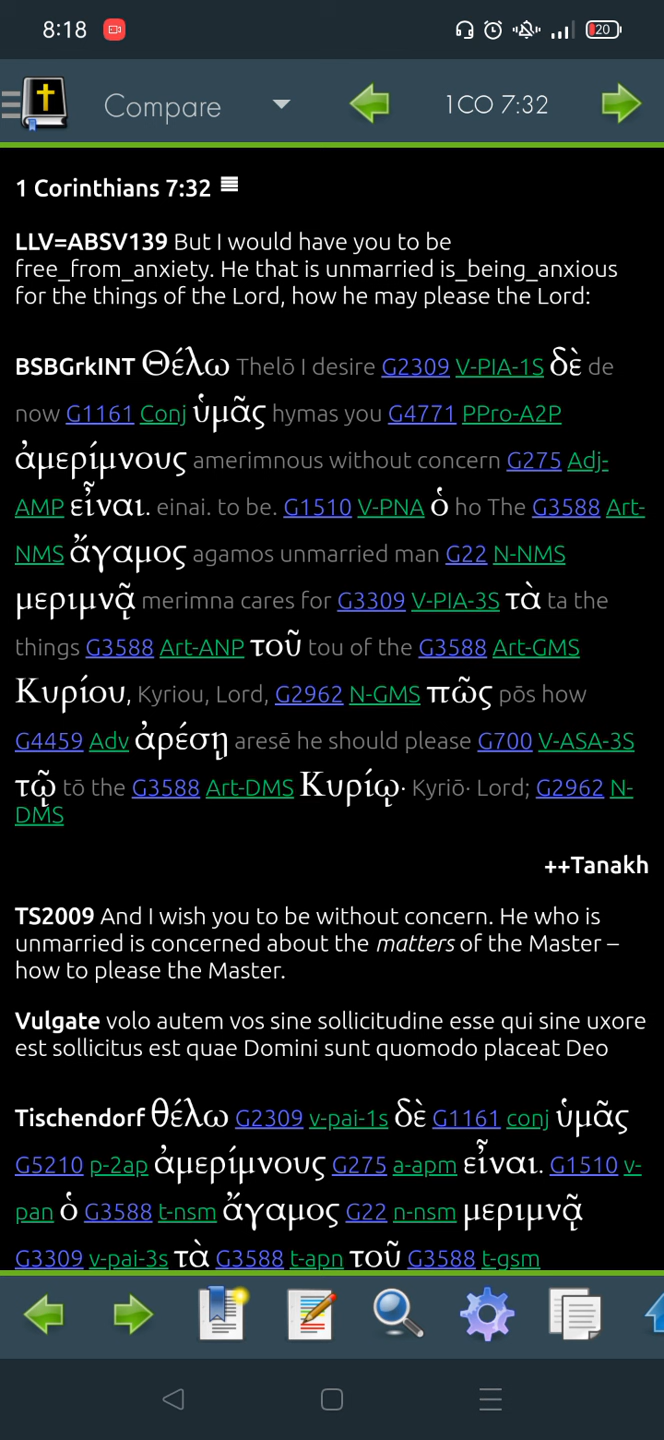 8:18 20
Compare 1CO 7:32
1 Corinthians 7:32
LLV=ABSV139 But I would have you to be
free_from_anxiety. He that is unmarried is_being_anxious
for the things of the Lord, how he may please the Lord:
BSBGrkINT Θέλω Thelō I desire G2309 V-PIA-1S δὲ de
now G1161 Conj ὑμᾶς hymas you G4771 PPro-A2P
ἀμερίμνους amerimnous without concern G275 Adj-
AMP εἶναι. einai. to be. G1510 V-PNA ὁ ho The G3588 Art-
NMS ἄγαμος agamos unmarried man G22 N-NMS
μεριμνᾷ merimna cares for G3309 V-PIA-3S τὰ ta the
things G3588 Art-ANP τοῦ tou of the G3588 Art-GMS
Κυρίου, Kyriou, Lord, G2962 N-GMS πῶς pōs how
G4459 Adv ἀρέσῃ aresē he should please G700 V-ASA-3S
τῷ tō the G3588 Art-DMS Κυρίῳ· Kyriō· Lord; G2962 N-
DMS
++Tanakh
TS2009 And I wish you to be without concern. He who is
unmarried is concerned about the matters of the Master –
how to please the Master.
Vulgate volo autem vos sine sollicitudine esse qui sine uxore
est sollicitus est quae Domini sunt quomodo placeat Deo
Tischendorf θέλω G2309 v-pai-1s δὲ G1161 conj ὑμᾶς
G5210 p-2ap ἀμερίμνους G275 a-apm εἶναι. G1510 v-
pan ὁ G3588 t-nsm ἄγαμος G22 n-nsm μεριμνᾷ
G3309 v-pai-3s τὰ G3588 t-apn τοῦ G3588 t-gsm